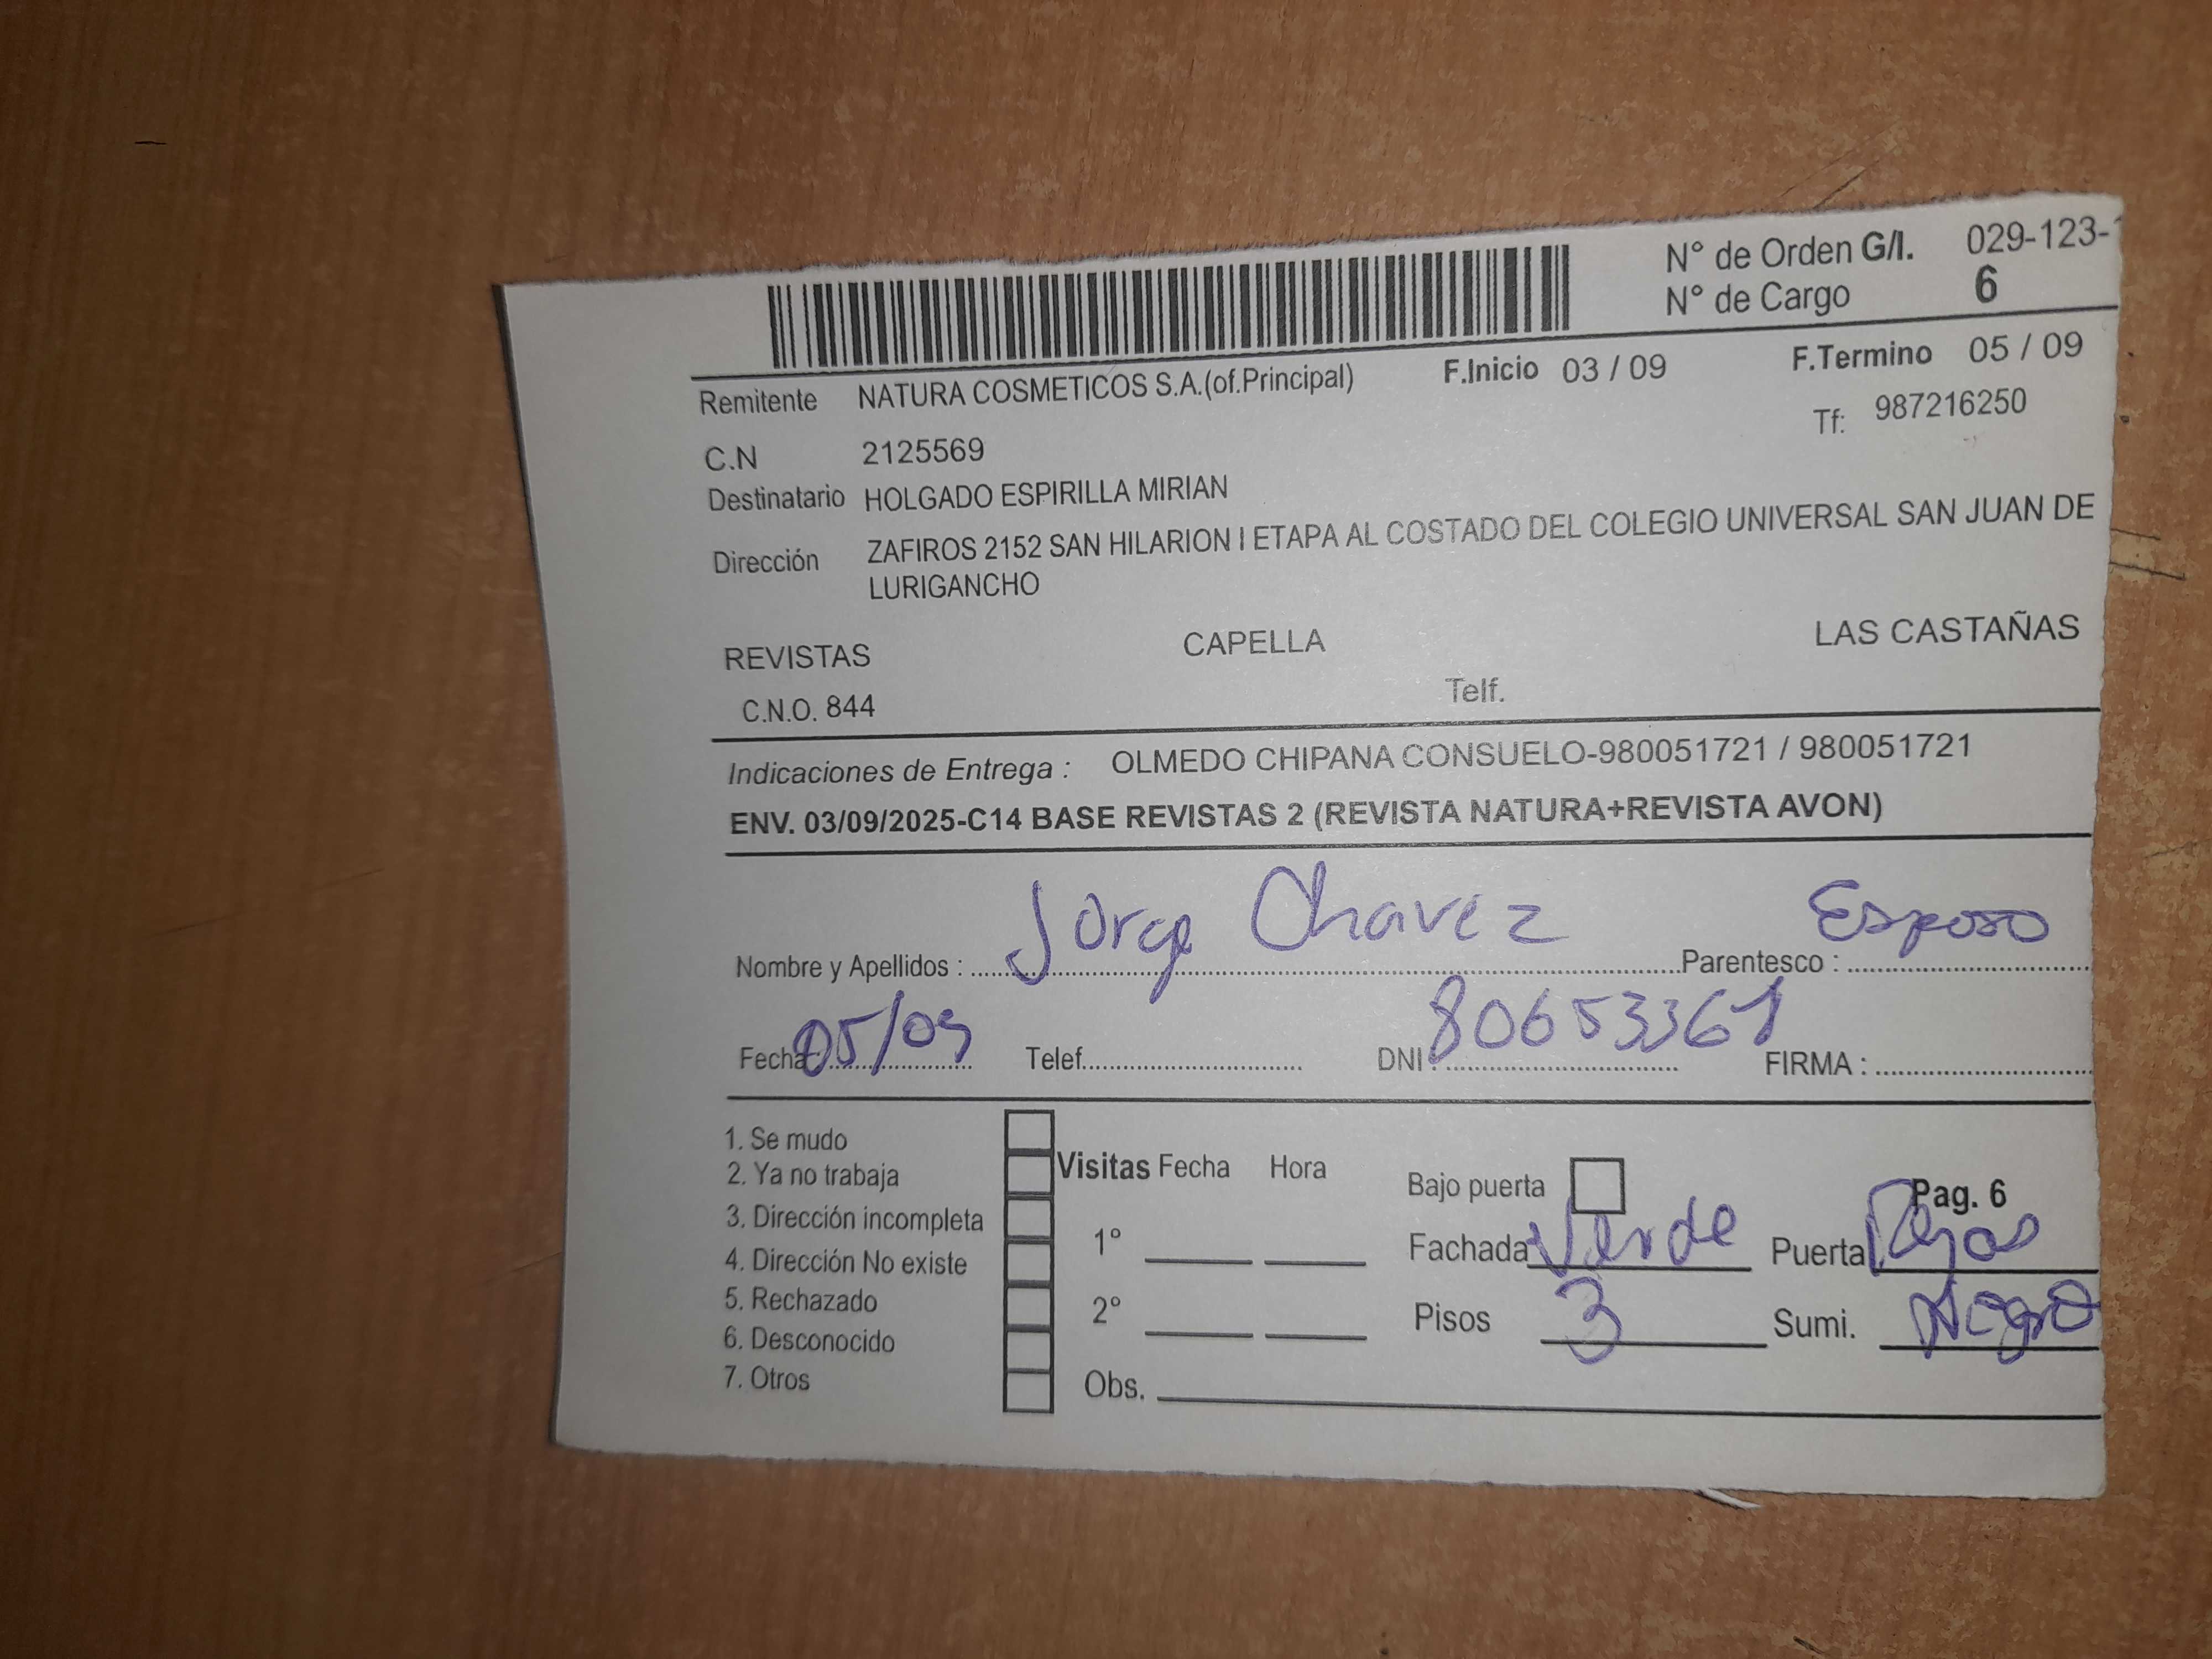 N° de Orden G/I. 029-123-
N° de Cargo 6
Remitente NATURA COSMETICOS S.A.(of.Principal) F.Inicio 03 / 09 F.Termino 05 / 09
Tf: 987216250
C.N 2125569
Destinatario HOLGADO ESPIRILLA MIRIAN
Dirección ZAFIROS 2152 SAN HILARION I ETAPA AL COSTADO DEL COLEGIO UNIVERSAL SAN JUAN DE
LURIGANCHO
REVISTAS CAPELLA LAS CASTAÑAS
C.N.O. 844 Telf.
Indicaciones de Entrega : OLMEDO CHIPANA CONSUELO-980051721 / 980051721
ENV. 03/09/2025-C14 BASE REVISTAS 2 (REVISTA NATURA+REVISTA AVON)
Nombre y Apellidos : Jorge Chavez Parentesco : Esposo
Fecha: 05/09 Telef. DNI : 80653361 FIRMA :
1. Se mudo
2. Ya no trabaja
3. Dirección incompleta
4. Dirección No existe
5. Rechazado
6. Desconocido
7. Otros
Visitas Fecha Hora
1°
2°
Obs.
Bajo puerta Pag. 6
Fachada Verde Puerta Rejas
Pisos 3 Sumi. Negro